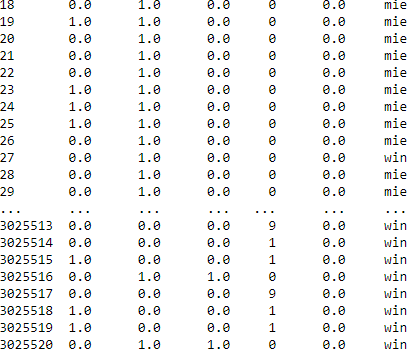 18 0.0 1.0 0.0 0 0.0 mie
19 1.0 1.0 0.0 0 0.0 mie
20 0.0 1.0 0.0 0 0.0 mie
21 0.0 1.0 0.0 0 0.0 mie
22 0.0 1.0 0.0 0 0.0 mie
23 1.0 1.0 0.0 0 0.0 mie
24 1.0 1.0 0.0 0 0.0 mie
25 1.0 1.0 0.0 0 0.0 mie
26 0.0 1.0 0.0 0 0.0 mie
27 0.0 1.0 0.0 0 0.0 win
28 0.0 1.0 0.0 0 0.0 mie
29 0.0 1.0 0.0 0 0.0 mie
... ... ... ... ... ... ...
3025513 0.0 0.0 0.0 9 0.0 win
3025514 0.0 0.0 0.0 1 0.0 win
3025515 1.0 0.0 0.0 1 0.0 win
3025516 0.0 1.0 1.0 0 0.0 win
3025517 0.0 0.0 0.0 9 0.0 win
3025518 1.0 0.0 0.0 1 0.0 win
3025519 1.0 0.0 0.0 1 0.0 win
3025520 0.0 1.0 1.0 0 0.0 win